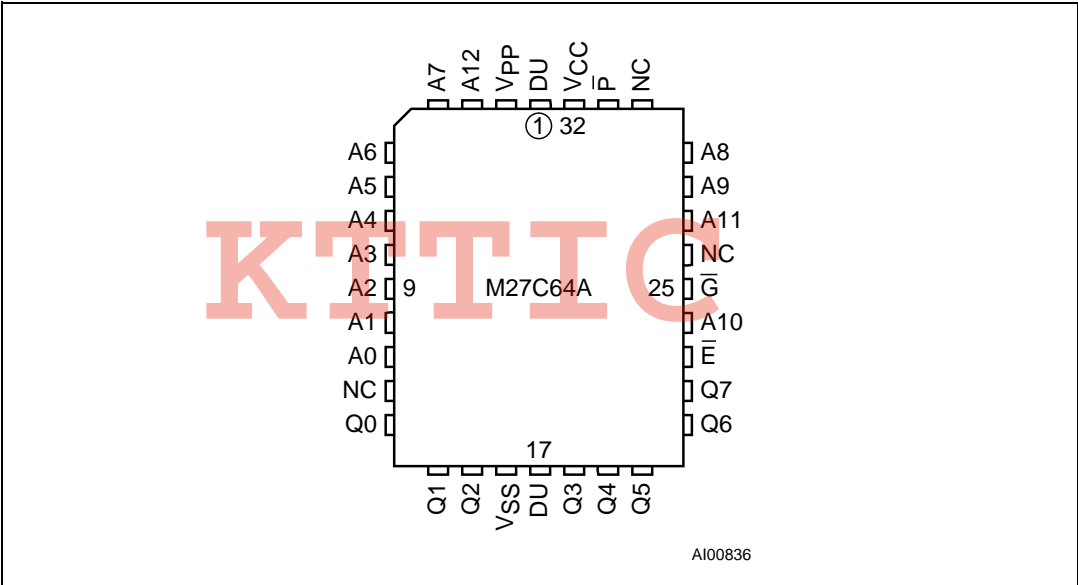 A7 A12 VPP DU VCC P̅ NC
1 32
A6 A8
A5 A9
A4 A11
A3 NC
A2 9 M27C64A 25 G̅
A1 A10
A0 E̅
NC Q7
Q0 Q6
17
Q1 Q2 VSS DU Q3 Q4 Q5
AI00836
KTTIC